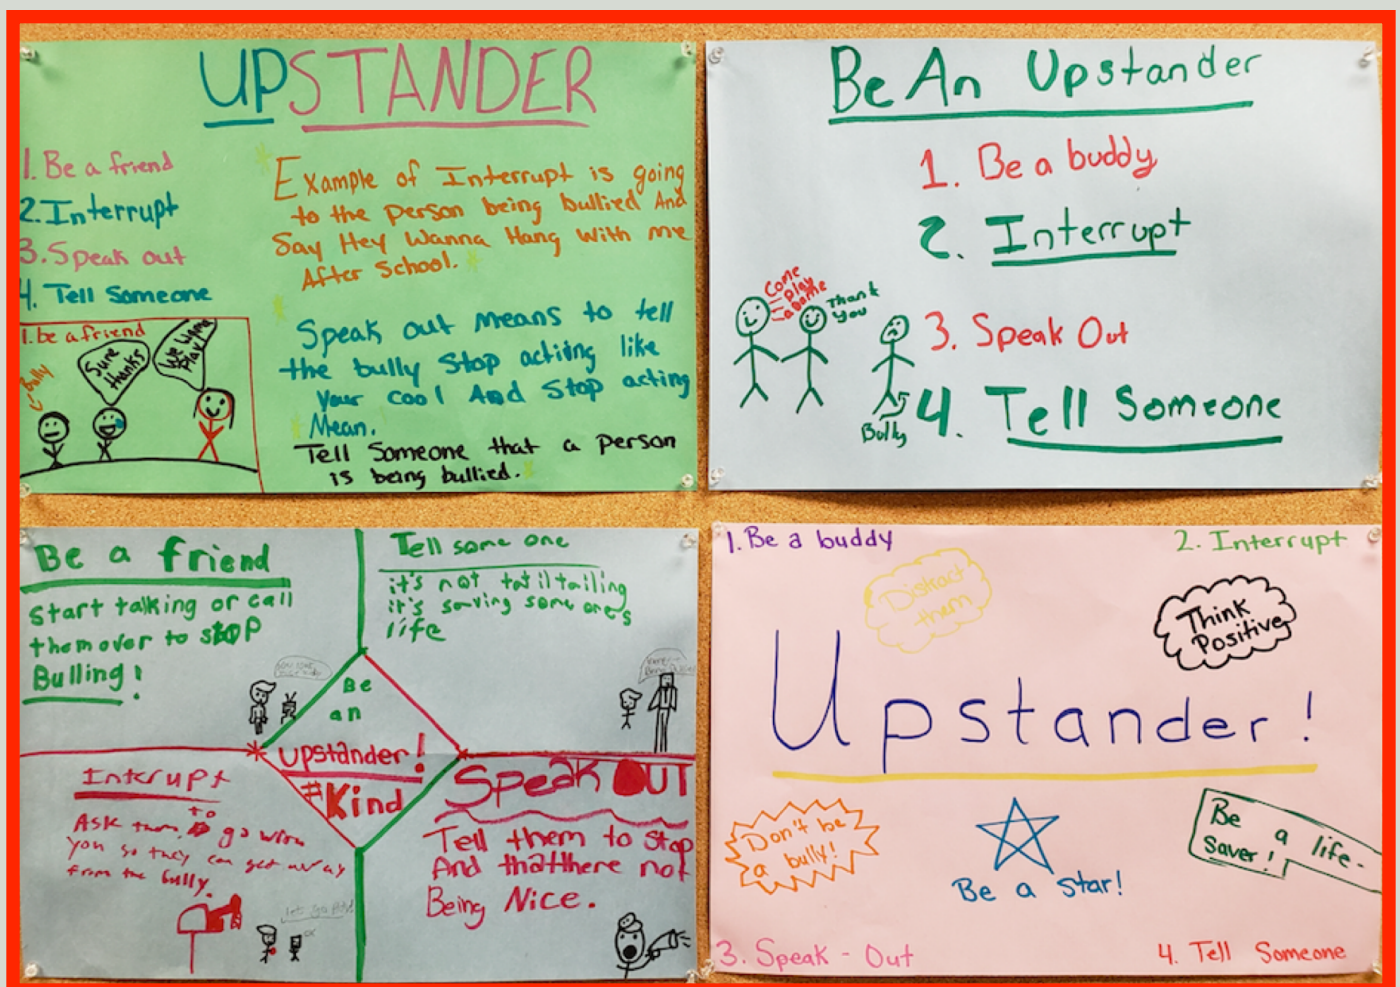 UPSTANDER
1. Be a friend
2. Interrupt
3. Speak out
4. Tell Someone
Example of Interrupt is going
to the person being bullied And
Say Hey Wanna Hang With me
After School.
Speak out means to tell
the bully Stop actiing like
your cool And Stop acting
Mean.
Tell Someone that a person
is being bullied.
1. be a friend
Bully
Sure
thanks
We Wanna
Play
Be An Upstander
1. Be a buddy
2. Interrupt
3. Speak Out
4. Tell Someone
Come
play
a Game
Thank
you
Bully
Be a friend
Start talking or call
them over to stop
Bulling!
Tell some one
it's not tatiltailing
it's saving some one's
life
Be
an
upstander!
#Kind
Interupt
Ask them to go with
you so they can get away
from the bully.
Speak OUT
Tell them to stop
And that there not
Being Nice.
1. Be a buddy
2. Interrupt
Distract
them
Think
Positive
Upstander!
Don't be
a bully!
Be a Star!
Be a life-
Saver!
3. Speak - Out
4. Tell Someone